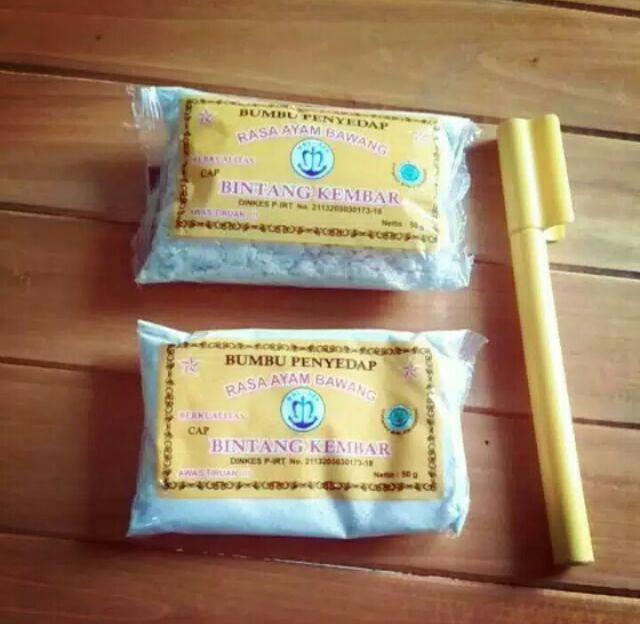 BUMBU PENYEDAP
RASA AYAM BAWANG
BERKUALITAS
CAP
BINTANG KEMBAR
DINKES P-IRT No. 2113205030173-18
AWAS TIRUAN !!!
Netto : 50 g
BUMBU PENYEDAP
RASA AYAM BAWANG
BERKUALITAS
CAP
BINTANG KEMBAR
DINKES P-IRT No. 2113205030173-18
AWAS TIRUAN !!!
Netto : 50 g